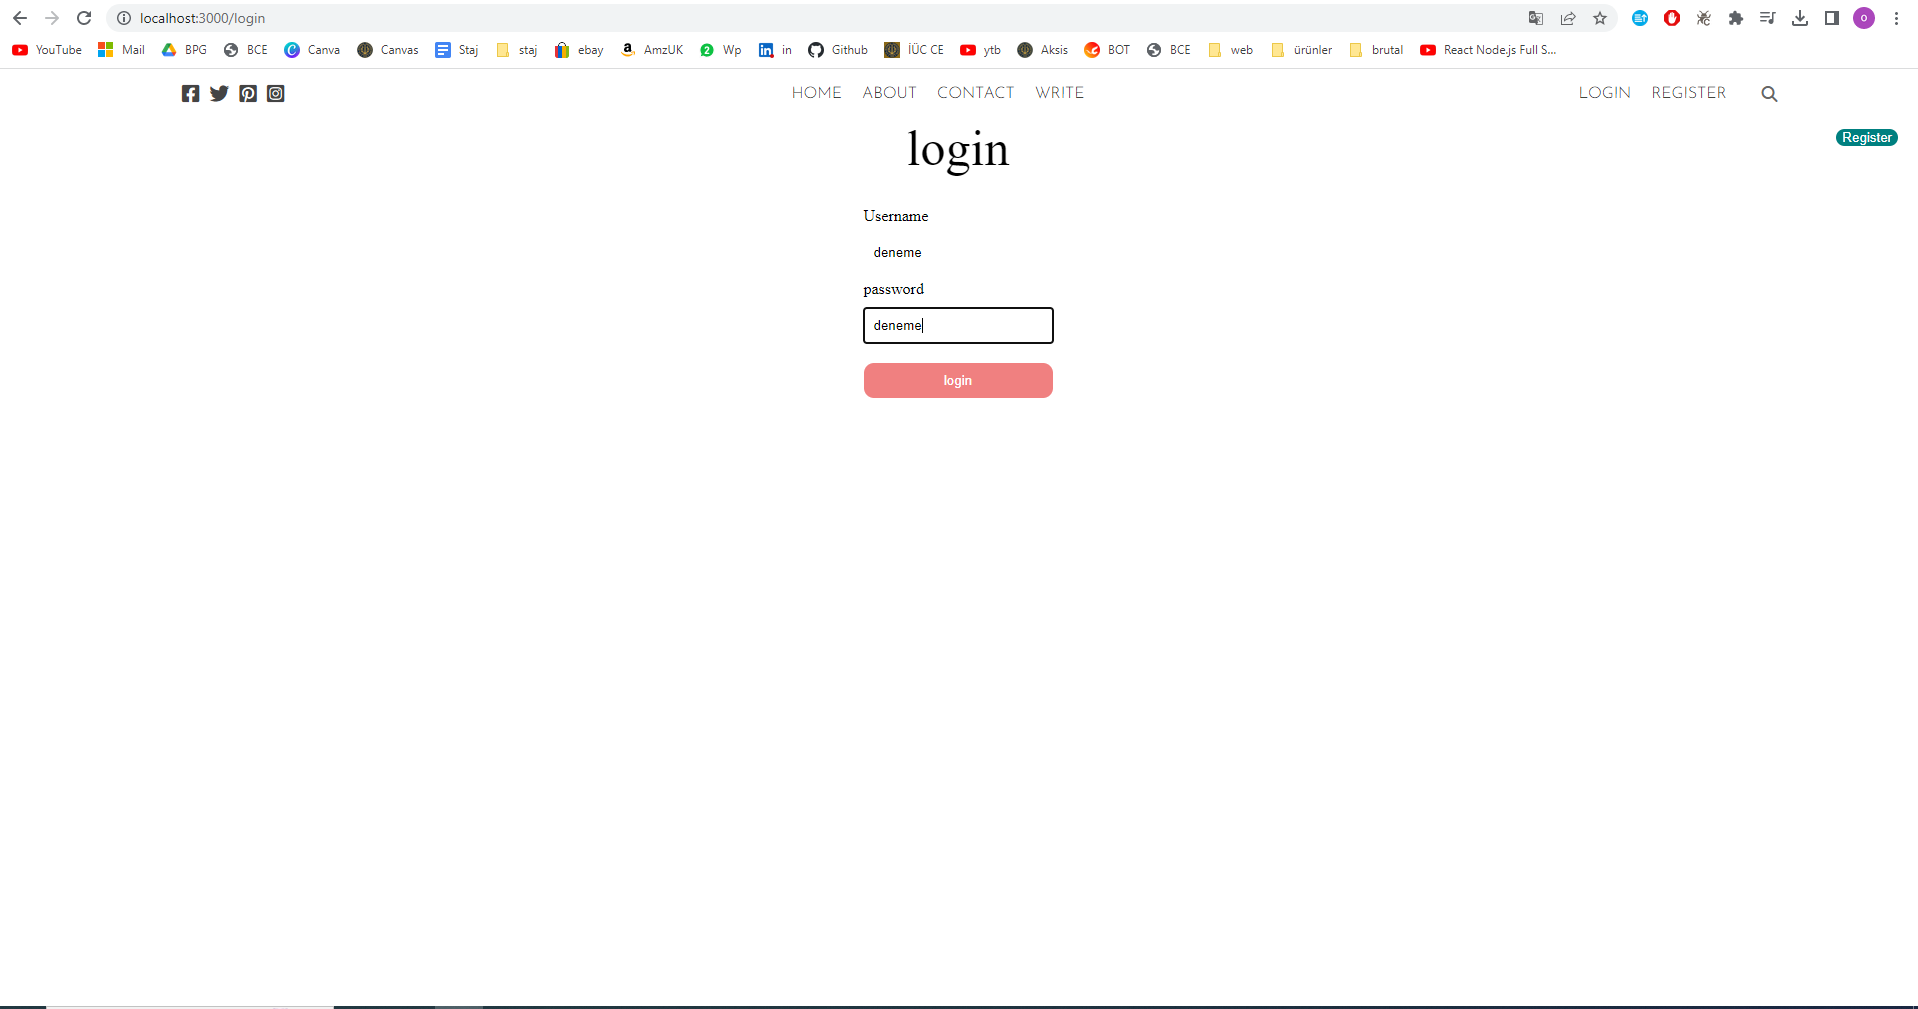 localhost:3000/login
YouTube Mail BPG BCE Canva Canvas Staj staj ebay AmzUK Wp in Github İÜC CE ytb Aksis BOT BCE web ürünler brutal React Node.js Full S...
HOME ABOUT CONTACT WRITE LOGIN REGISTER
Register
login
Username
deneme
password
deneme
login